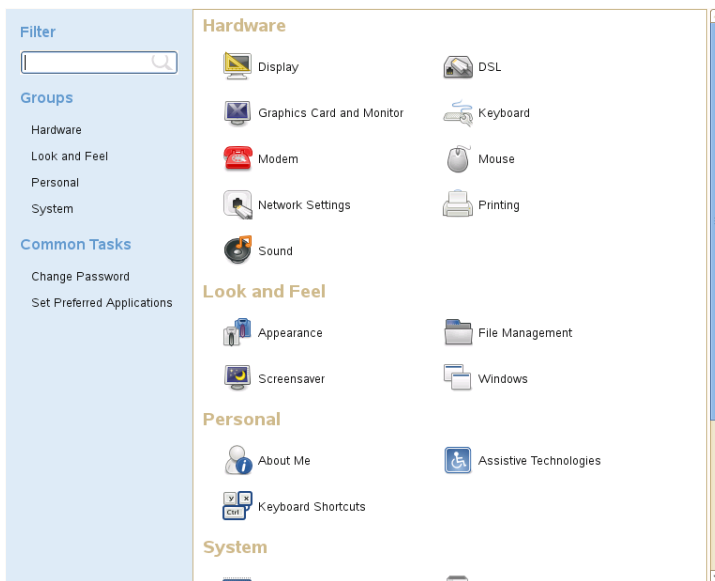 Filter
Groups
Hardware
Look and Feel
Personal
System
Common Tasks
Change Password
Set Preferred Applications
Hardware
Display
DSL
Graphics Card and Monitor
Keyboard
Modem
Mouse
Network Settings
Printing
Sound
Look and Feel
Appearance
File Management
Screensaver
Windows
Personal
About Me
Assistive Technologies
Y X
Ctrl
Keyboard Shortcuts
System